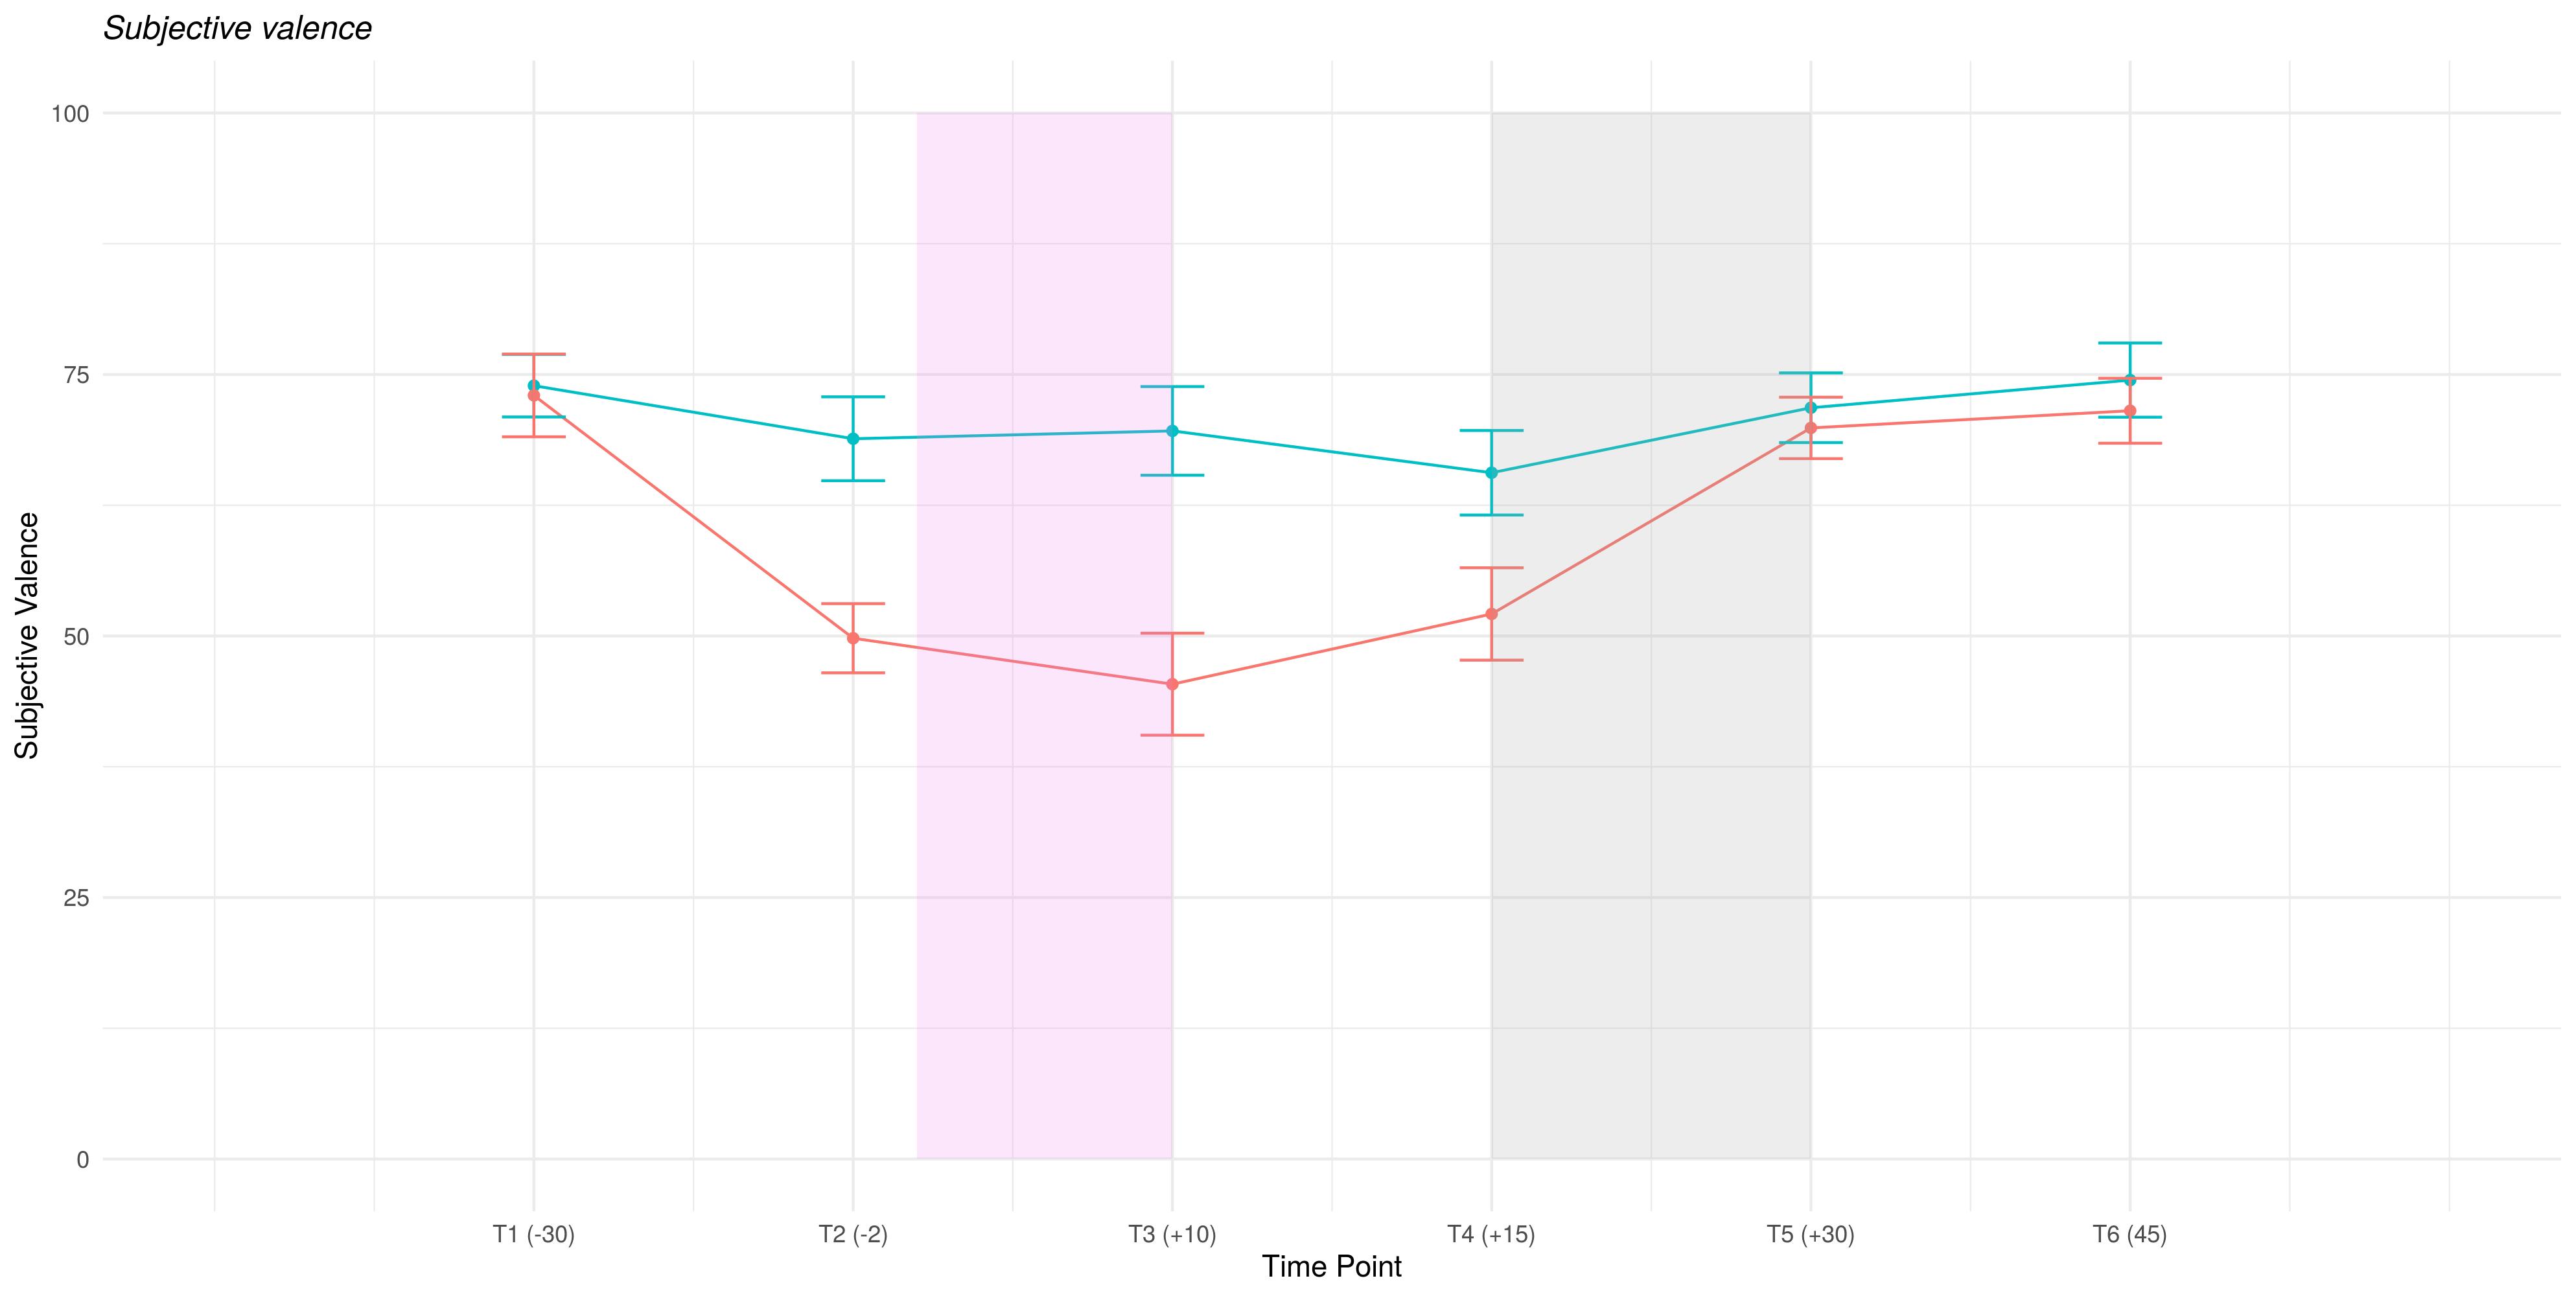 Subjective valence
100
75
50
25
0
Subjective Valence
T1 (-30)
T2 (-2)
T3 (+10)
T4 (+15)
T5 (+30)
T6 (45)
Time Point